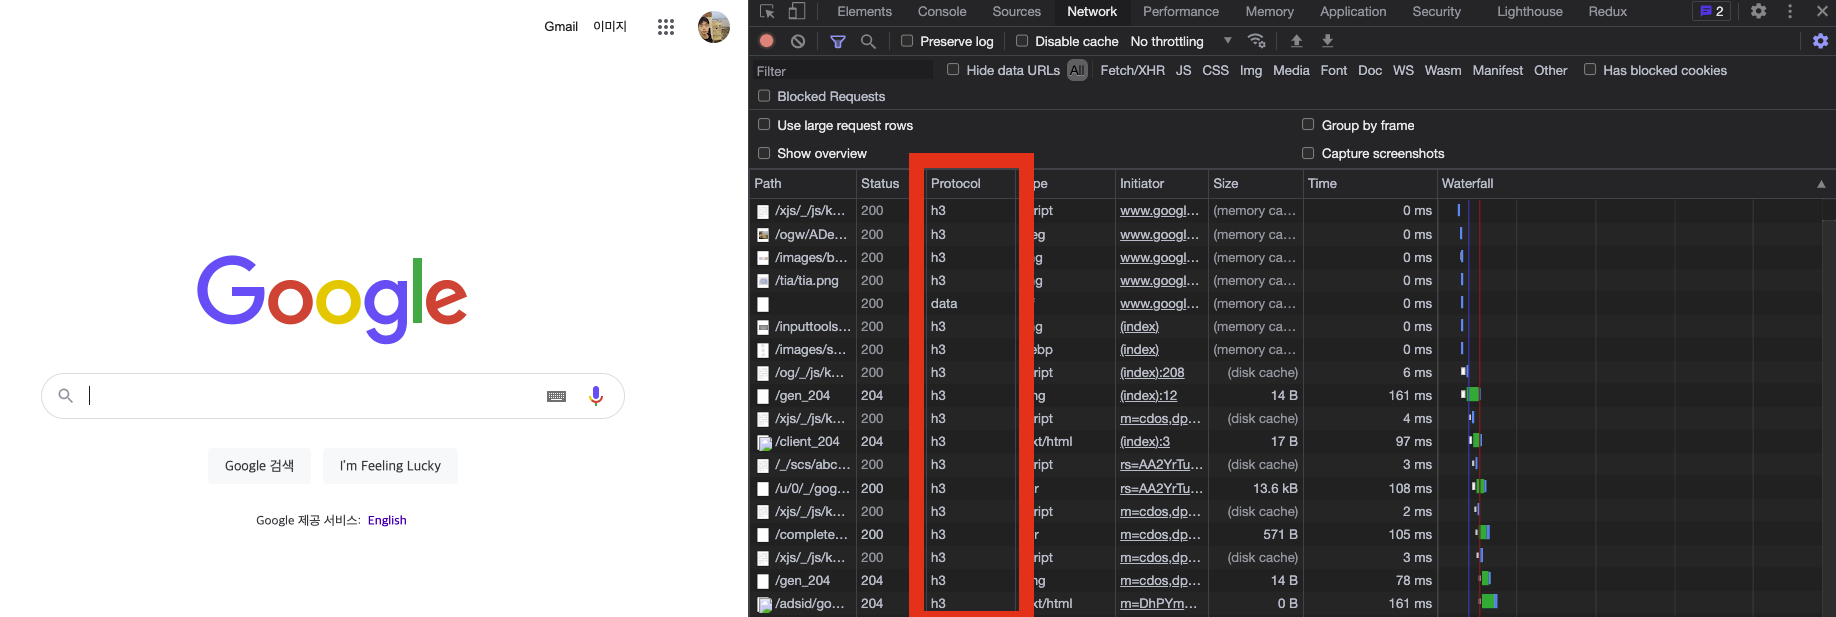 Gmail 이미지
Google
Google 검색 I'm Feeling Lucky
Google 제공 서비스: English
Elements Console Sources Network Performance Memory Application Security Lighthouse Redux 2
Preserve log Disable cache No throttling
Filter Hide data URLs All Fetch/XHR JS CSS Img Media Font Doc WS Wasm Manifest Other Has blocked cookies
Blocked Requests
Use large request rows Group by frame
Show overview Capture screenshots
Path Status Protocol pe Initiator Size Time Waterfall
/xjs/_/js/k... 200 h3 ript www.googl... (memory ca... 0 ms
/ogw/ADe... 200 h3 eg www.googl... (memory ca... 0 ms
/images/b... 200 h3 g www.googl... (memory ca... 0 ms
/tia/tia.png 200 h3 g www.googl... (memory ca... 0 ms
200 data www.googl... (memory ca... 0 ms
/inputtools... 200 h3 g (index) (memory ca... 0 ms
/images/s... 200 h3 ebp (index) (memory ca... 0 ms
/og/_/js/k... 200 h3 ript (index):208 (disk cache) 6 ms
/gen_204 204 h3 ng (index):12 14 B 161 ms
/xjs/_/js/k... 200 h3 ript m=cdos,dp... (disk cache) 4 ms
/client_204 204 h3 xt/html (index):3 17 B 97 ms
/_/scs/abc... 200 h3 ript rs=AA2YrTu... (disk cache) 3 ms
/u/0/_/gog... 200 h3 r rs=AA2YrTu... 13.6 kB 108 ms
/xjs/_/js/k... 200 h3 ript m=cdos,dp... (disk cache) 2 ms
/complete... 200 h3 r m=cdos,dp... 571 B 105 ms
/xjs/_/js/k... 200 h3 ript m=cdos,dp... (disk cache) 3 ms
/gen_204 204 h3 ng m=cdos,dp... 14 B 78 ms
/adsid/go... 204 h3 xt/html m=DhPYm... 0 B 161 ms